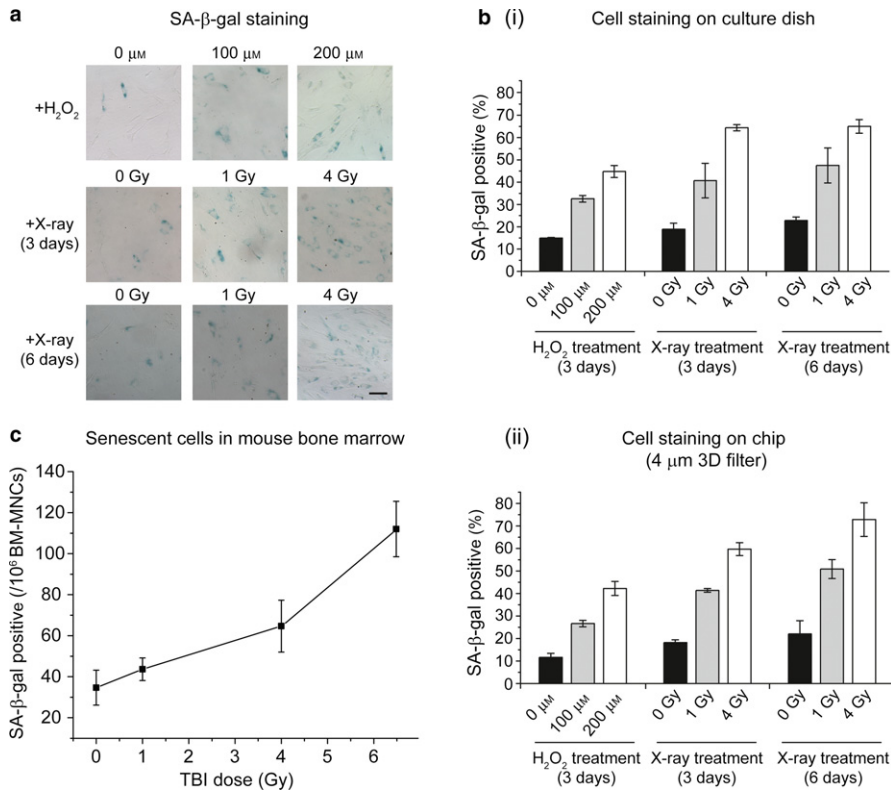 a
SA-β-gal staining
0 μM 100 μM 200 μM
+H₂O₂
0 Gy 1 Gy 4 Gy
+X-ray
(3 days)
0 Gy 1 Gy 4 Gy
+X-ray
(6 days)
b (i) Cell staining on culture dish
SA-β-gal positive (%)
80
70
60
50
40
30
20
10
0
0 μM 100 μM 200 μM 0 Gy 1 Gy 4 Gy 0 Gy 1 Gy 4 Gy
H₂O₂ treatment X-ray treatment X-ray treatment
(3 days) (3 days) (6 days)
c Senescent cells in mouse bone marrow
SA-β-gal positive (/10⁶ BM-MNCs)
140
120
100
80
60
40
20
0 1 2 3 4 5 6
TBI dose (Gy)
(ii) Cell staining on chip
(4 μm 3D filter)
SA-β-gal positive (%)
80
70
60
50
40
30
20
10
0
0 μM 100 μM 200 μM 0 Gy 1 Gy 4 Gy 0 Gy 1 Gy 4 Gy
H₂O₂ treatment X-ray treatment X-ray treatment
(3 days) (3 days) (6 days)